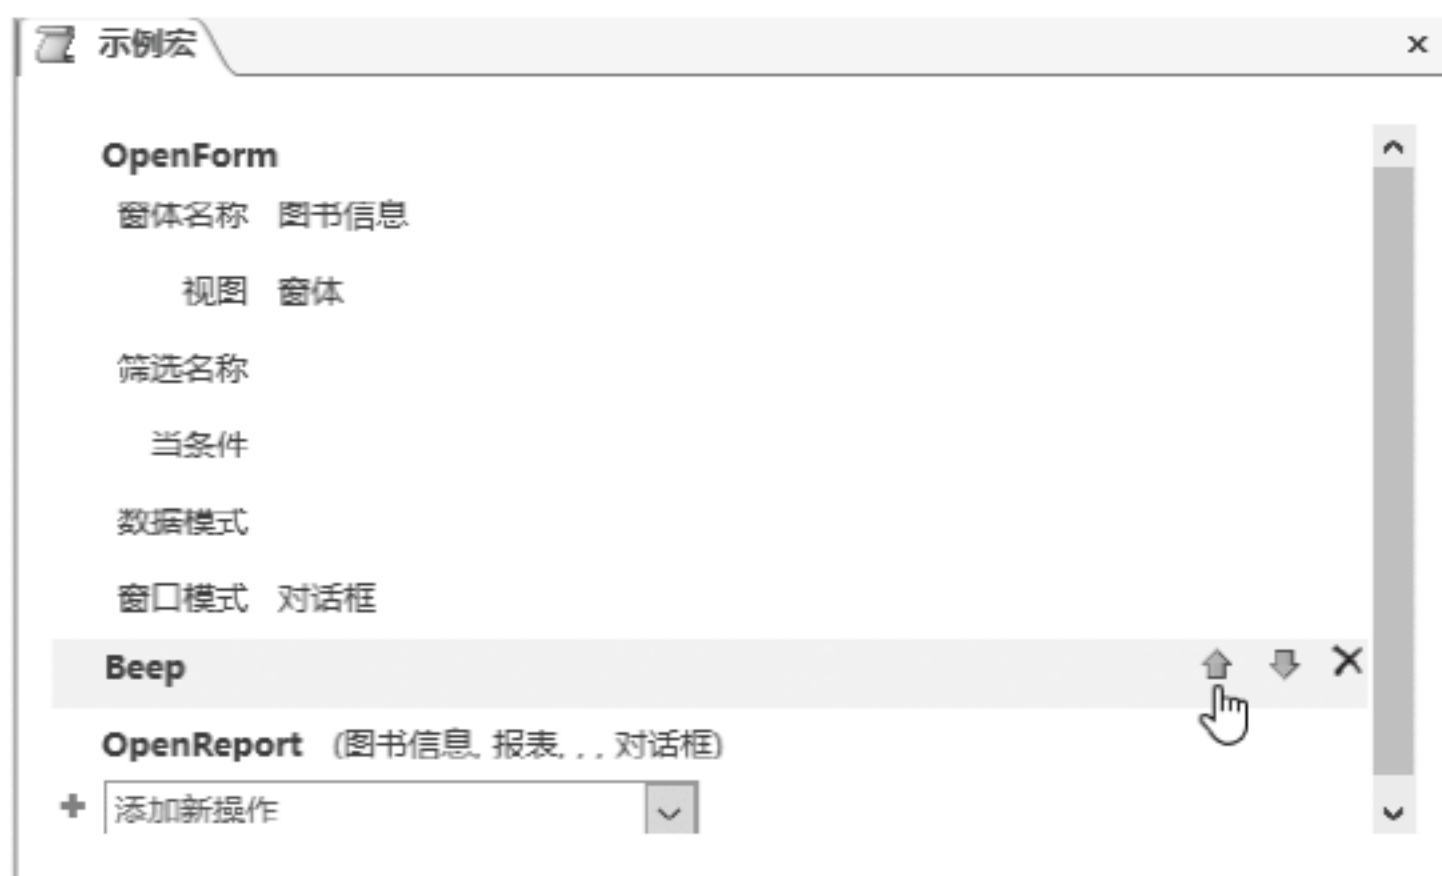 示例宏
OpenForm
窗体名称 图书信息
视图 窗体
筛选名称
当条件
数据模式
窗口模式 对话框
Beep
OpenReport (图书信息, 报表, , , 对话框)
添加新操作